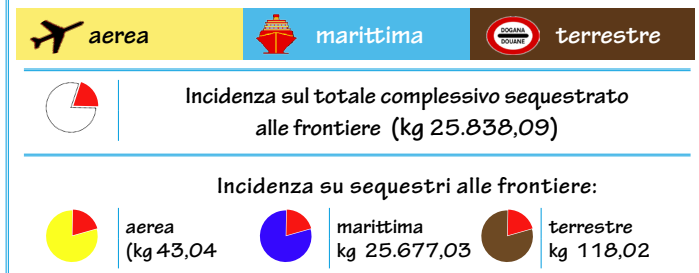 aerea
marittima
DOGANA
DOUANE
terrestre
Incidenza sul totale complessivo sequestrato
alle frontiere (kg 25.838,09)
Incidenza su sequestri alle frontiere:
aerea
(kg 43,04
marittima
kg 25.677,03
terrestre
kg 118,02